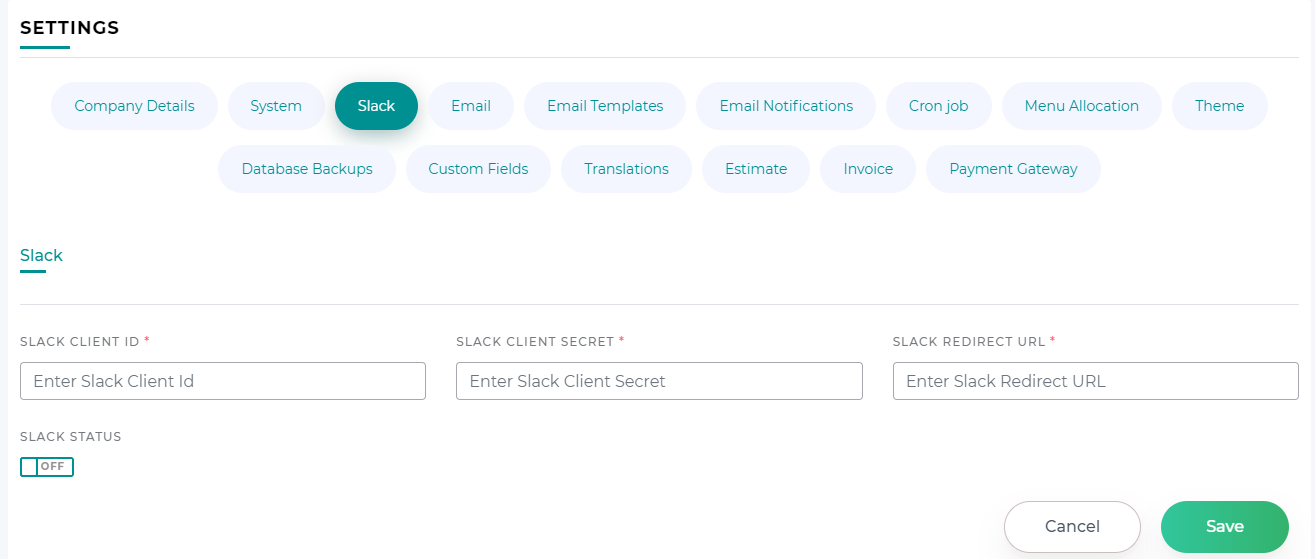 SETTINGS
Company Details System Slack Email Email Templates Email Notifications Cron job Menu Allocation Theme
Database Backups Custom Fields Translations Estimate Invoice Payment Gateway
Slack
SLACK CLIENT ID * SLACK CLIENT SECRET * SLACK REDIRECT URL *
Enter Slack Client Id Enter Slack Client Secret Enter Slack Redirect URL
SLACK STATUS
OFF
Cancel Save